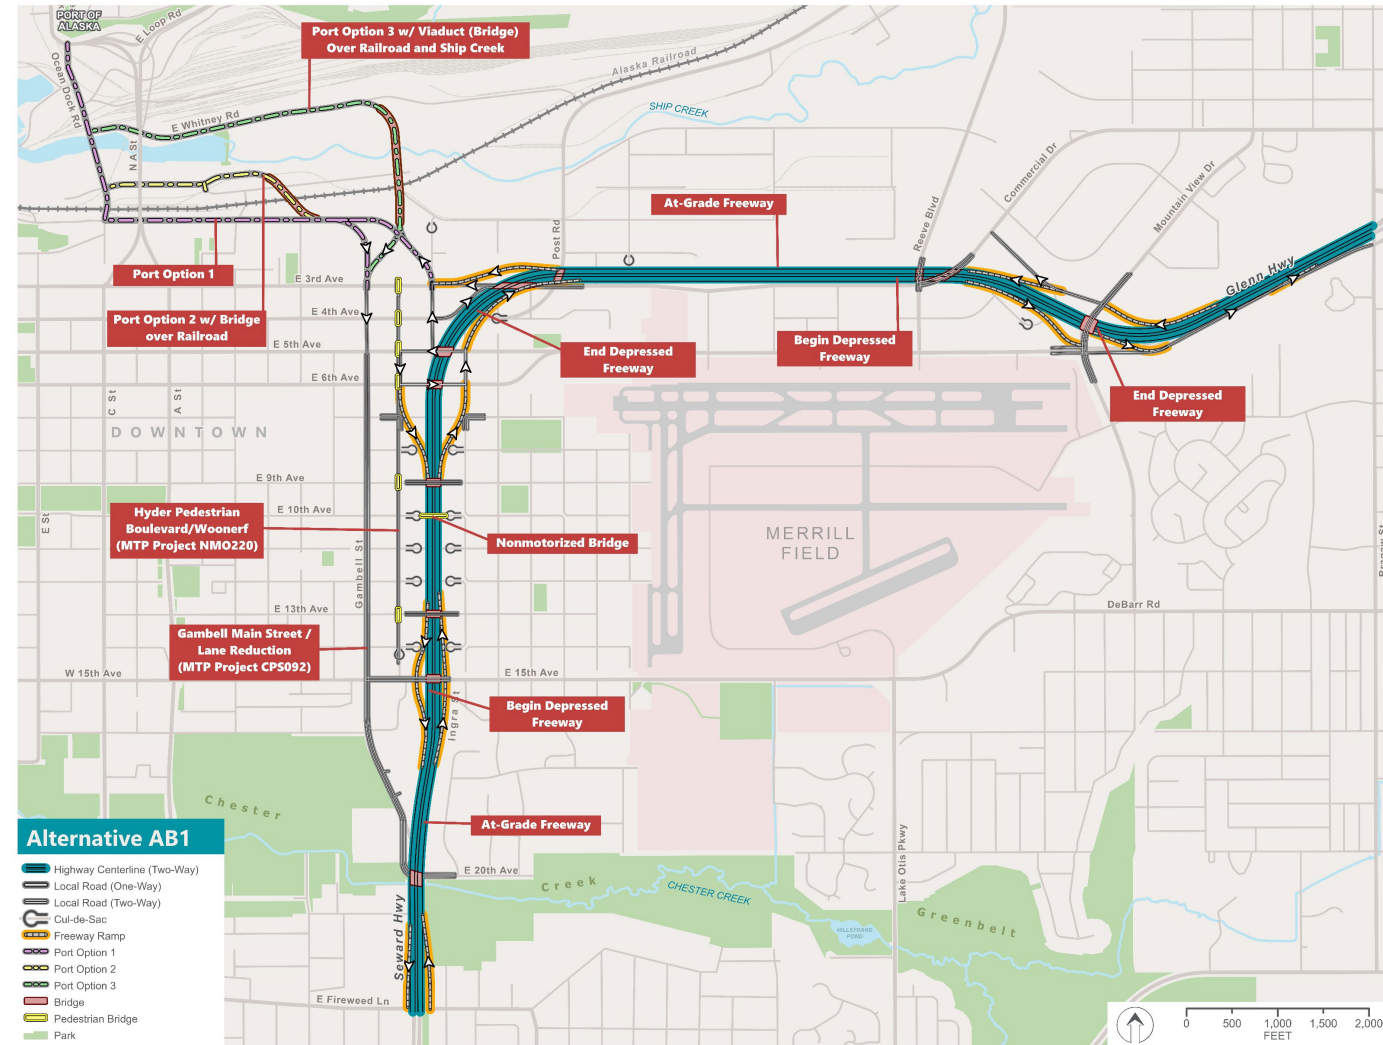 PORT OF
ALASKA
E Loop Rd
Ocean Dock Rd
Port Option 3 w/ Viaduct (Bridge)
Over Railroad and Ship Creek
Alaska Railroad
SHIP CREEK
E Whitney Rd
N A St
Commercial Dr
Mountain View Dr
Reeve Blvd
At-Grade Freeway
Post Rd
Port Option 1
E 3rd Ave
Glenn Hwy
Port Option 2 w/ Bridge
over Railroad
E 4th Ave
E 5th Ave
E 6th Ave
End Depressed
Freeway
Begin Depressed
Freeway
End Depressed
Freeway
C St
A St
DOWNTOWN
E 9th Ave
E 10th Ave
E St
Hyder Pedestrian
Boulevard/Woonerf
(MTP Project NMO220)
Nonmotorized Bridge
MERRILL
FIELD
Gambell St
E 13th Ave
DeBarr Rd
Gambell Main Street /
Lane Reduction
(MTP Project CPS092)
W 15th Ave
E 15th Ave
Begin Depressed
Freeway
Ingra St
Chester
At-Grade Freeway
Lake Otis Pkwy
E 20th Ave
Creek
CHESTER CREEK
Greenbelt
HILLSTRAND
POND
Seward Hwy
E Fireweed Ln
Alternative AB1
Highway Centerline (Two-Way)
Local Road (One-Way)
Local Road (Two-Way)
Cul-de-Sac
Freeway Ramp
Port Option 1
Port Option 2
Port Option 3
Bridge
Pedestrian Bridge
Park
0 500 1,000 1,500 2,000
FEET